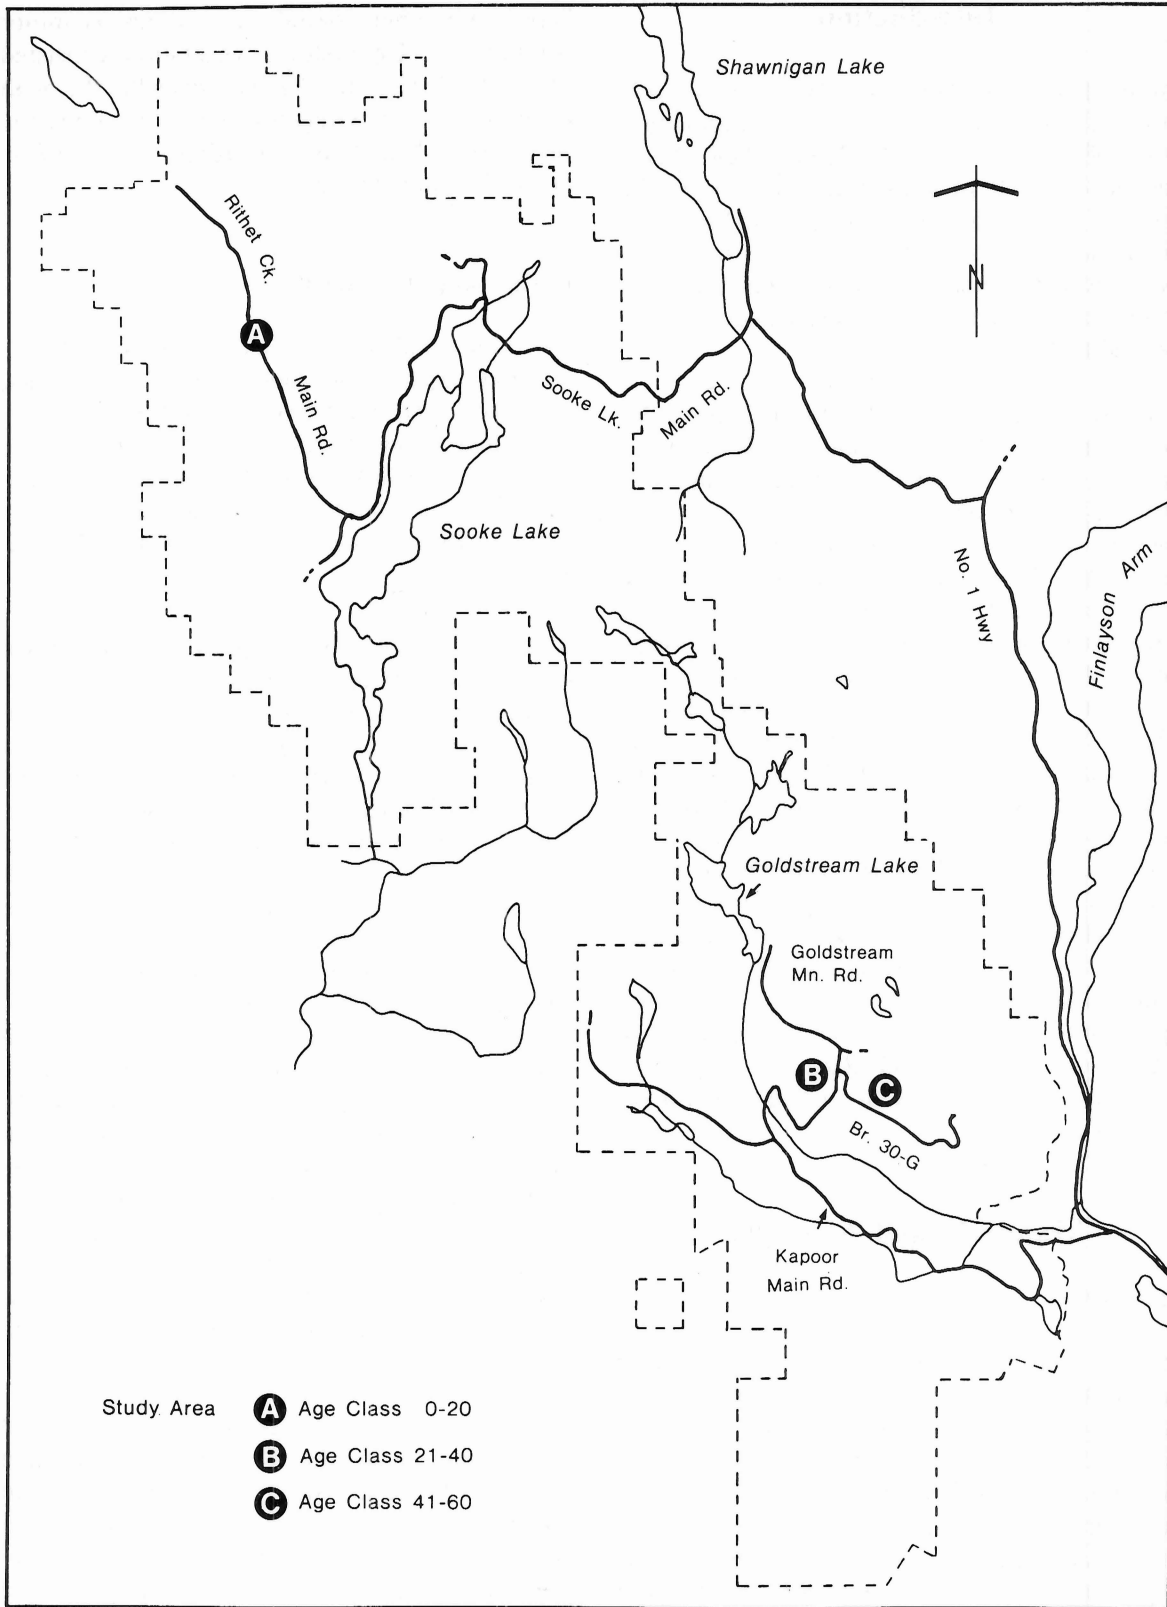 Shawnigan Lake
N
Rithet Ck.
A
Main Rd.
Sooke Lk.
Main Rd.
Sooke Lake
No. 1 Hwy
Finlayson Arm
Goldstream Lake
Goldstream
Mn. Rd.
B
C
Br. 30-G
Kapoor
Main Rd.
Study Area
A Age Class 0-20
B Age Class 21-40
C Age Class 41-60